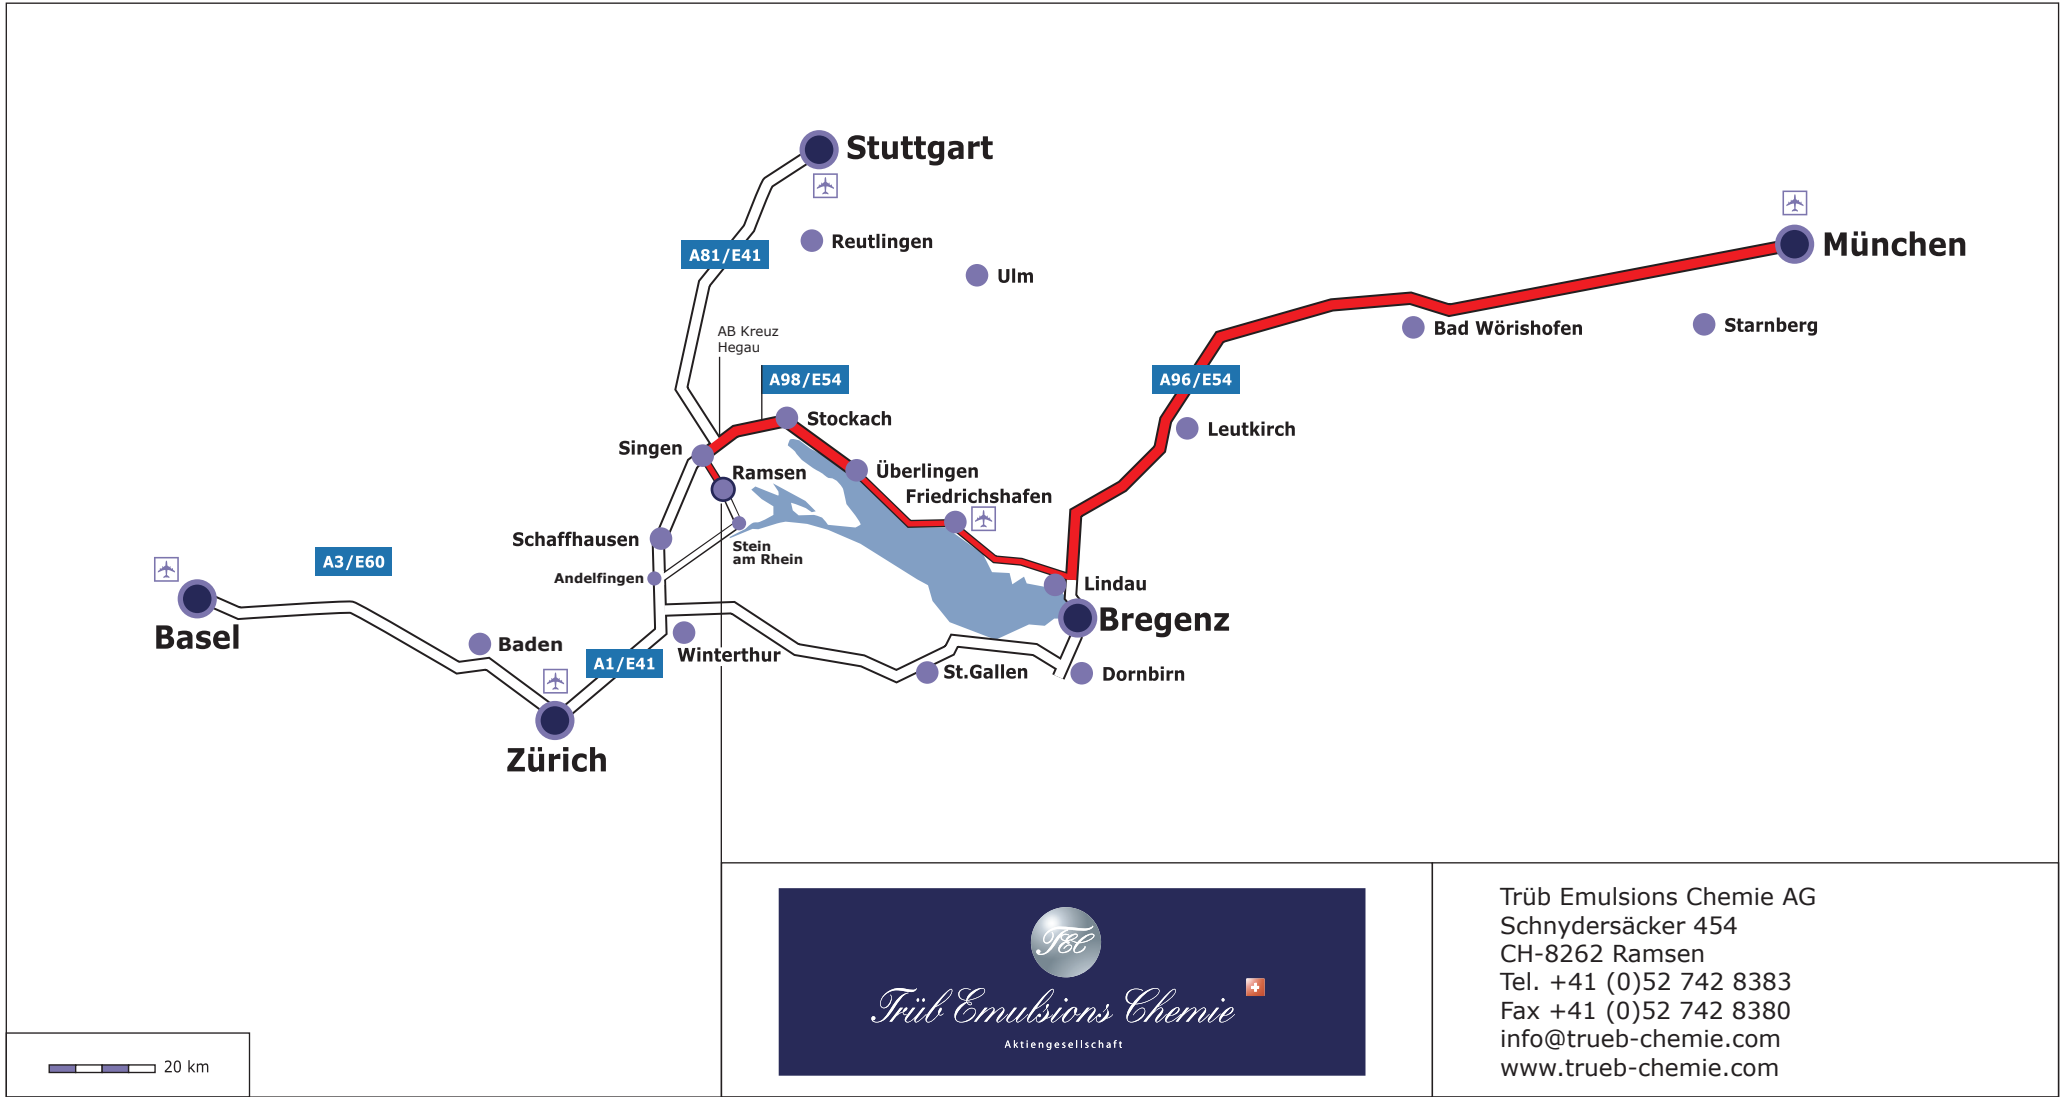 Stuttgart
Reutlingen
München
A81/E41
Ulm
Bad Wörishofen
Starnberg
AB Kreuz
Hegau
A98/E54
A96/E54
Stockach
Leutkirch
Singen
Ramsen
Überlingen
Friedrichshafen
Schaffhausen
Stein
am Rhein
A3/E60
Andelfingen
Lindau
Basel
Bregenz
Baden
A1/E41
Winterthur
St.Gallen
Dornbirn
Zürich
TEC
Trüb Emulsions Chemie
Aktiengesellschaft
Trüb Emulsions Chemie AG
Schnydersäcker 454
CH-8262 Ramsen
Tel. +41 (0)52 742 8383
Fax +41 (0)52 742 8380
info@trueb-chemie.com
www.trueb-chemie.com
20 km